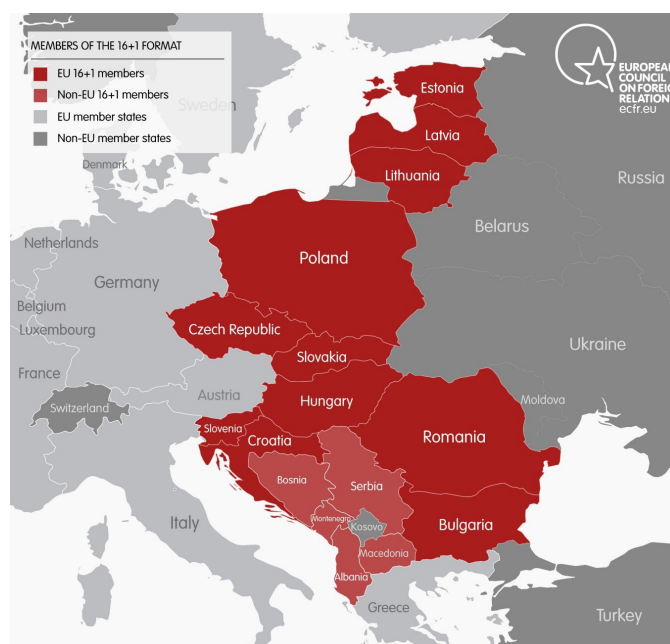 MEMBERS OF THE 16+1 FORMAT
EU 16+1 members
Non-EU 16+1 members
EU member states
Non-EU member states
EUROPEAN
COUNCIL
ON FOREIGN
RELATIONS
ecfr.eu
Sweden
Estonia
Latvia
Denmark
Lithuania
Russia
Belarus
Netherlands
Poland
Germany
Belgium
Luxembourg
Czech Republic
Ukraine
Slovakia
France
Austria
Moldova
Switzerland
Hungary
Slovenia
Croatia
Romania
Bosnia
Serbia
Italy
Montenegro
Kosovo
Bulgaria
Macedonia
Albania
Greece
Turkey